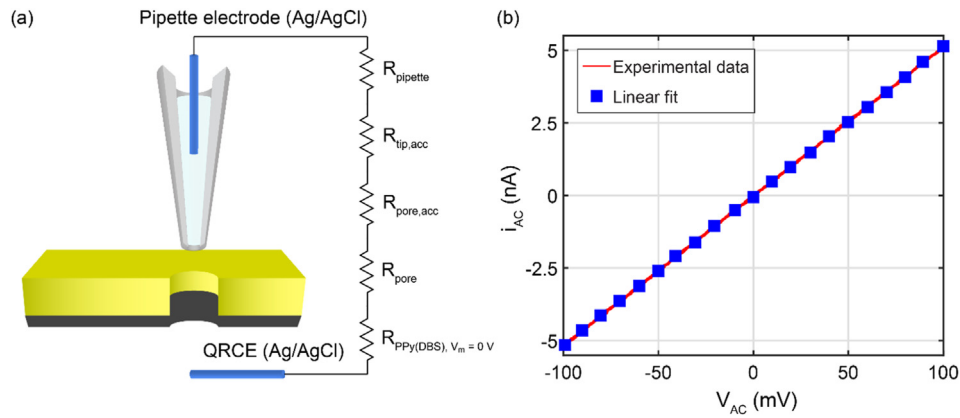 (a)
Pipette electrode (Ag/AgCl)
R_pipette
R_tip,acc
R_pore,acc
R_pore
R_PPy(DBS), V_m = 0 V
QRCE (Ag/AgCl)
(b)
Experimental data
Linear fit
5
2.5
0
-2.5
-5
i_AC (nA)
-100
-50
0
50
100
V_AC (mV)